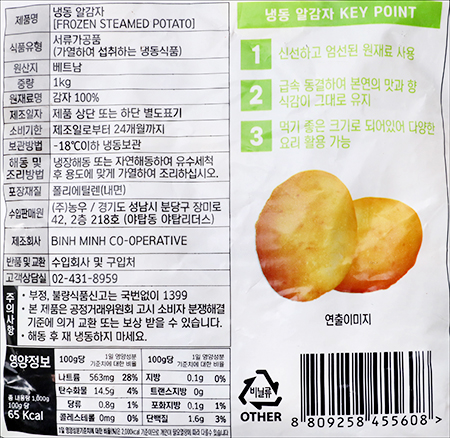 제품명 냉동 알감자
[FROZEN STEAMED POTATO]
식품유형 서류가공품
(가열하여 섭취하는 냉동식품)
원산지 베트남
중량 1kg
원재료명 감자 100%
제조일자 제품 상단 또는 하단 별도표기
소비기한 제조일로부터 24개월까지
보관방법 -18℃이하 냉동보관
해동 및
조리방법 냉장해동 또는 자연해동하여 유수세척
후 용도에 맞게 가열하여 조리하십시오.
포장재질 폴리에틸렌(내면)
수입판매원 (주)농우 / 경기도 성남시 분당구 장미로
42, 2층 218호 (야탑동 야탑리더스)
제조회사 BINH MINH CO-OPERATIVE
반품 및 교환 수입회사 및 구입처
고객상담실 02-431-8959
주의사항
• 부정, 불량식품신고는 국번없이 1399
• 본 제품은 공정거래위원회 고시 소비자 분쟁해결
기준에 의거 교환 또는 보상 받을 수 있습니다.
• 해동 후 재 냉동하지 마세요.
영양정보
총 내용량 1,000g
100g 당
65 Kcal
100g당 1일 영양성분 기준치에 대한 비율
나트륨 563mg 28%
탄수화물 14.5g 4%
당류 0.8g 1%
콜레스테롤 0mg 0%
100g당 1일 영양성분 기준치에 대한 비율
지방 0.1g 0%
트랜스지방 0g
포화지방 0.1g 1%
단백질 1.6g 3%
냉동 알감자 KEY POINT
1 신선하고 엄선된 원재료 사용
2 급속 동결하여 본연의 맛과 향
식감이 그대로 유지
3 먹기 좋은 크기로 되어있어 다양한
요리 활용 가능
연출이미지
비닐류
OTHER
8 809258 455608 >